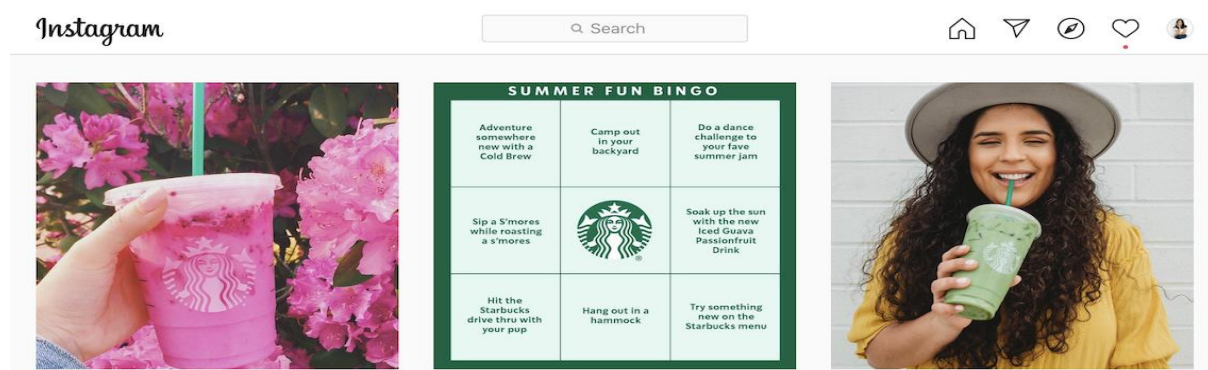 Instagram
Search
SUMMER FUN BINGO
Adventure
somewhere
new with a
Cold Brew
Camp out
in your
backyard
Do a dance
challenge to
your fave
summer jam
Sip a S'mores
while roasting
a s'mores
Soak up the sun
with the new
Iced Guava
Passionfruit
Drink
Hit the
Starbucks
drive thru with
your pup
Hang out in a
hammock
Try something
new on the
Starbucks menu